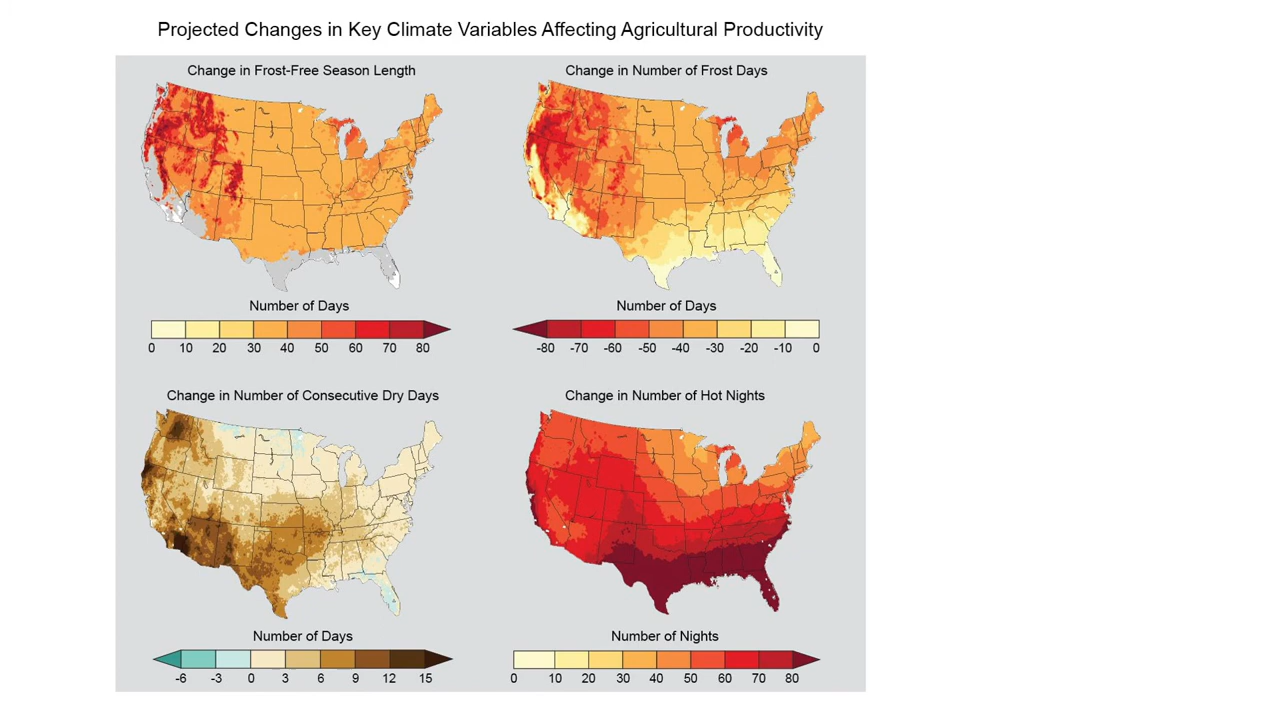 Projected Changes in Key Climate Variables Affecting Agricultural Productivity
Change in Frost-Free Season Length
Number of Days
0 10 20 30 40 50 60 70 80
Change in Number of Frost Days
Number of Days
-80 -70 -60 -50 -40 -30 -20 -10 0
Change in Number of Consecutive Dry Days
Number of Days
-6 -3 0 3 6 9 12 15
Change in Number of Hot Nights
Number of Nights
0 10 20 30 40 50 60 70 80